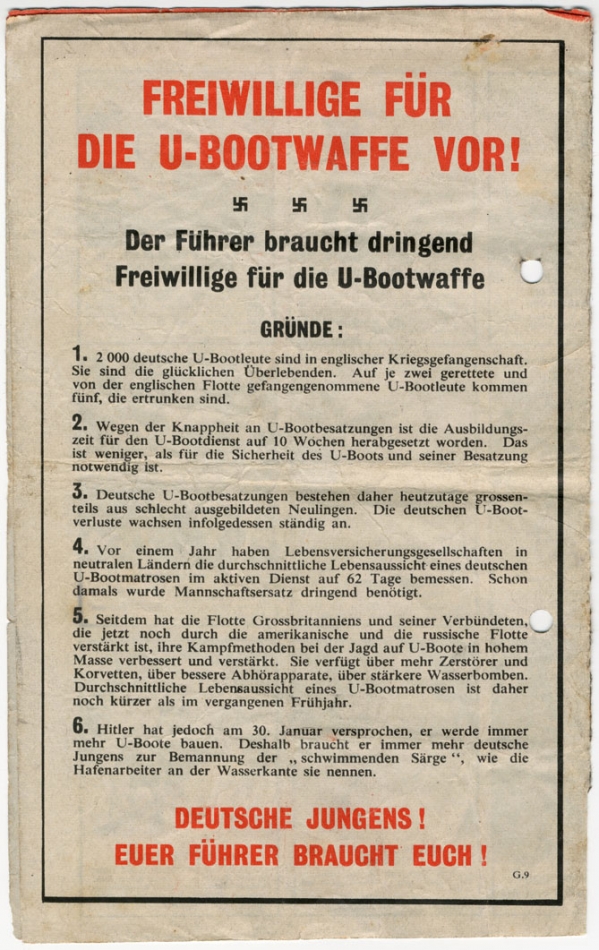 FREIWILLIGE FÜR
DIE U-BOOTWAFFE VOR!
卐 卐 卐
Der Führer braucht dringend
Freiwillige für die U-Bootwaffe
GRÜNDE :
1. 2 000 deutsche U-Bootleute sind in englischer Kriegsgefangenschaft.
Sie sind die glücklichen Überlebenden. Auf je zwei gerettete und
von der englischen Flotte gefangengenommene U-Bootleute kommen
fünf, die ertrunken sind.
2. Wegen der Knappheit an U-Bootbesatzungen ist die Ausbildungs-
zeit für den U-Bootdienst auf 10 Wochen herabgesetzt worden. Das
ist weniger, als für die Sicherheit des U-Boots und seiner Besatzung
notwendig ist.
3. Deutsche U-Bootbesatzungen bestehen daher heutzutage grossen-
teils aus schlecht ausgebildeten Neulingen. Die deutschen U-Boot-
verluste wachsen infolgedessen ständig an.
4. Vor einem Jahr haben Lebensversicherungsgesellschaften in
neutralen Ländern die durchschnittliche Lebensaussicht eines deutschen
U-Bootmatrosen im aktiven Dienst auf 62 Tage bemessen. Schon
damals wurde Mannschaftsersatz dringend benötigt.
5. Seitdem hat die Flotte Grossbritanniens und seiner Verbündeten,
die jetzt noch durch die amerikanische und die russische Flotte
verstärkt ist, ihre Kampfmethoden bei der Jagd auf U-Boote in hohem
Masse verbessert und verstärkt. Sie verfügt über mehr Zerstörer und
Korvetten, über bessere Abhörapparate, über stärkere Wasserbomben.
Durchschnittliche Lebensaussicht eines U-Bootmatrosen ist daher
noch kürzer als im vergangenen Frühjahr.
6. Hitler hat jedoch am 30. Januar versprochen, er werde immer
mehr U-Boote bauen. Deshalb braucht er immer mehr deutsche
Jungens zur Bemannung der „ schwimmenden Särge “, wie die
Hafenarbeiter an der Wasserkante sie nennen.
DEUTSCHE JUNGENS !
EUER FÜHRER BRAUCHT EUCH !
G.9